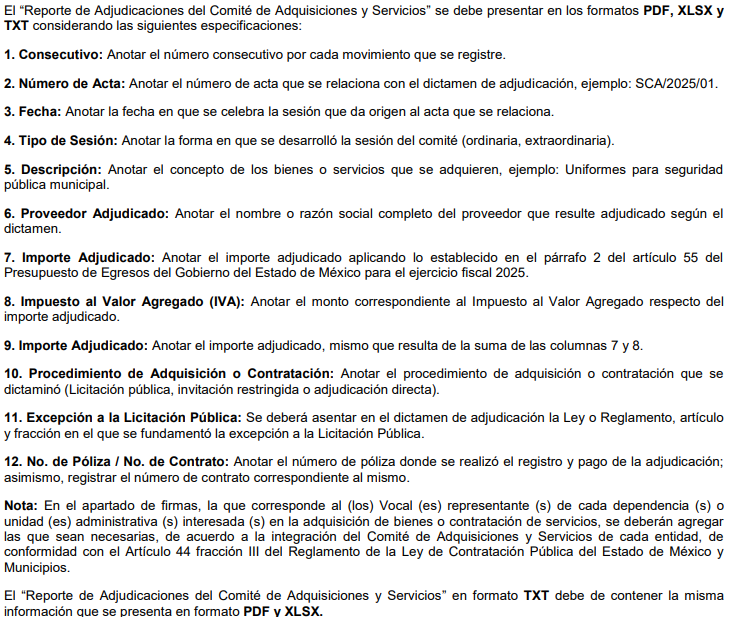 El “Reporte de Adjudicaciones del Comité de Adquisiciones y Servicios” se debe presentar en los formatos PDF, XLSX y
TXT considerando las siguientes especificaciones:
1. Consecutivo: Anotar el número consecutivo por cada movimiento que se registre.
2. Número de Acta: Anotar el número de acta que se relaciona con el dictamen de adjudicación, ejemplo: SCA/2025/01.
3. Fecha: Anotar la fecha en que se celebra la sesión que da origen al acta que se relaciona.
4. Tipo de Sesión: Anotar la forma en que se desarrolló la sesión del comité (ordinaria, extraordinaria).
5. Descripción: Anotar el concepto de los bienes o servicios que se adquieren, ejemplo: Uniformes para seguridad
pública municipal.
6. Proveedor Adjudicado: Anotar el nombre o razón social completo del proveedor que resulte adjudicado según el
dictamen.
7. Importe Adjudicado: Anotar el importe adjudicado aplicando lo establecido en el párrafo 2 del artículo 55 del
Presupuesto de Egresos del Gobierno del Estado de México para el ejercicio fiscal 2025.
8. Impuesto al Valor Agregado (IVA): Anotar el monto correspondiente al Impuesto al Valor Agregado respecto del
importe adjudicado.
9. Importe Adjudicado: Anotar el importe adjudicado, mismo que resulta de la suma de las columnas 7 y 8.
10. Procedimiento de Adquisición o Contratación: Anotar el procedimiento de adquisición o contratación que se
dictaminó (Licitación pública, invitación restringida o adjudicación directa).
11. Excepción a la Licitación Pública: Se deberá asentar en el dictamen de adjudicación la Ley o Reglamento, artículo
y fracción en el que se fundamentó la excepción a la Licitación Pública.
12. No. de Póliza / No. de Contrato: Anotar el número de póliza donde se realizó el registro y pago de la adjudicación;
asimismo, registrar el número de contrato correspondiente al mismo.
Nota: En el apartado de firmas, la que corresponde al (los) Vocal (es) representante (s) de cada dependencia (s) o
unidad (es) administrativa (s) interesada (s) en la adquisición de bienes o contratación de servicios, se deberán agregar
las que sean necesarias, de acuerdo a la integración del Comité de Adquisiciones y Servicios de cada entidad, de
conformidad con el Artículo 44 fracción III del Reglamento de la Ley de Contratación Pública del Estado de México y
Municipios.
El “Reporte de Adjudicaciones del Comité de Adquisiciones y Servicios” en formato TXT debe de contener la misma
información que se presenta en formato PDF y XLSX.